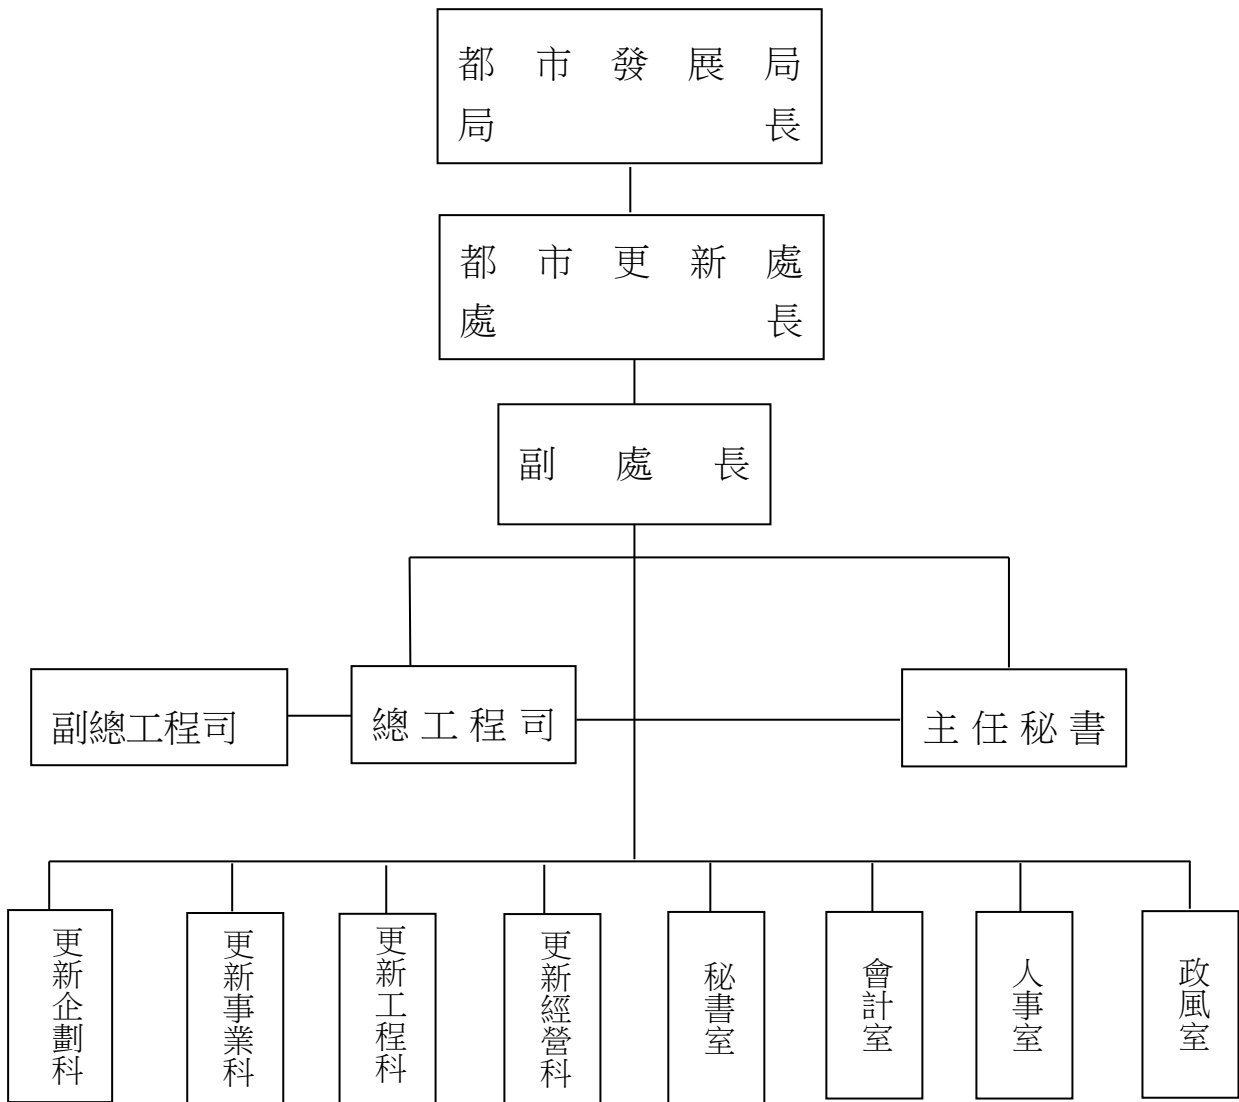 都市發展局
局長
都市更新處
處長
副處長
副總工程司
總工程司
主任秘書
更新企劃科
更新事業科
更新工程科
更新經營科
秘書室
會計室
人事室
政風室